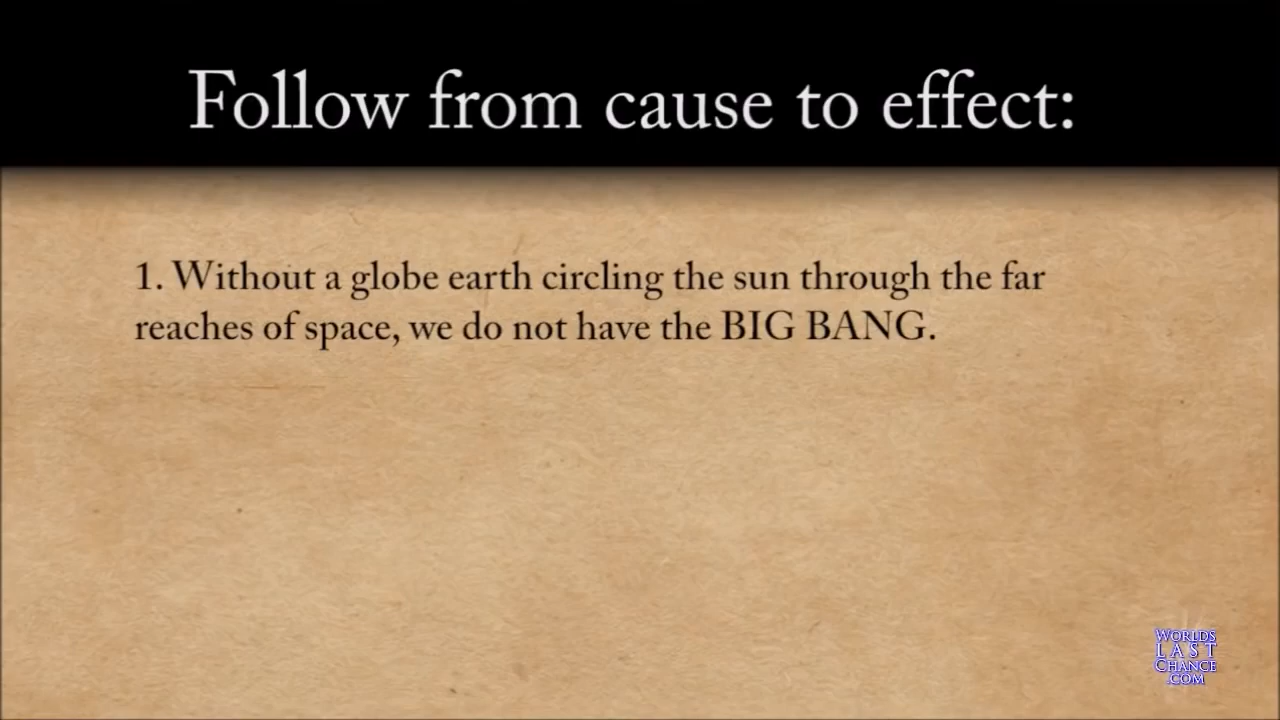 Follow from cause to effect:
1. Without a globe earth circling the sun through the far
reaches of space, we do not have the BIG BANG.
WORLDS
LAST
CHANCE
.COM